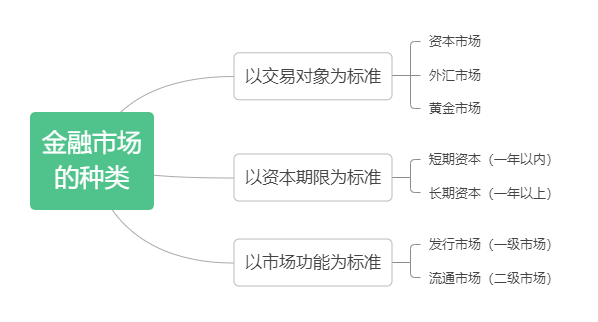 金融市场
的种类
以交易对象为标准
资本市场
外汇市场
黄金市场
以资本期限为标准
短期资本（一年以内）
长期资本（一年以上）
以市场功能为标准
发行市场（一级市场）
流通市场（二级市场）